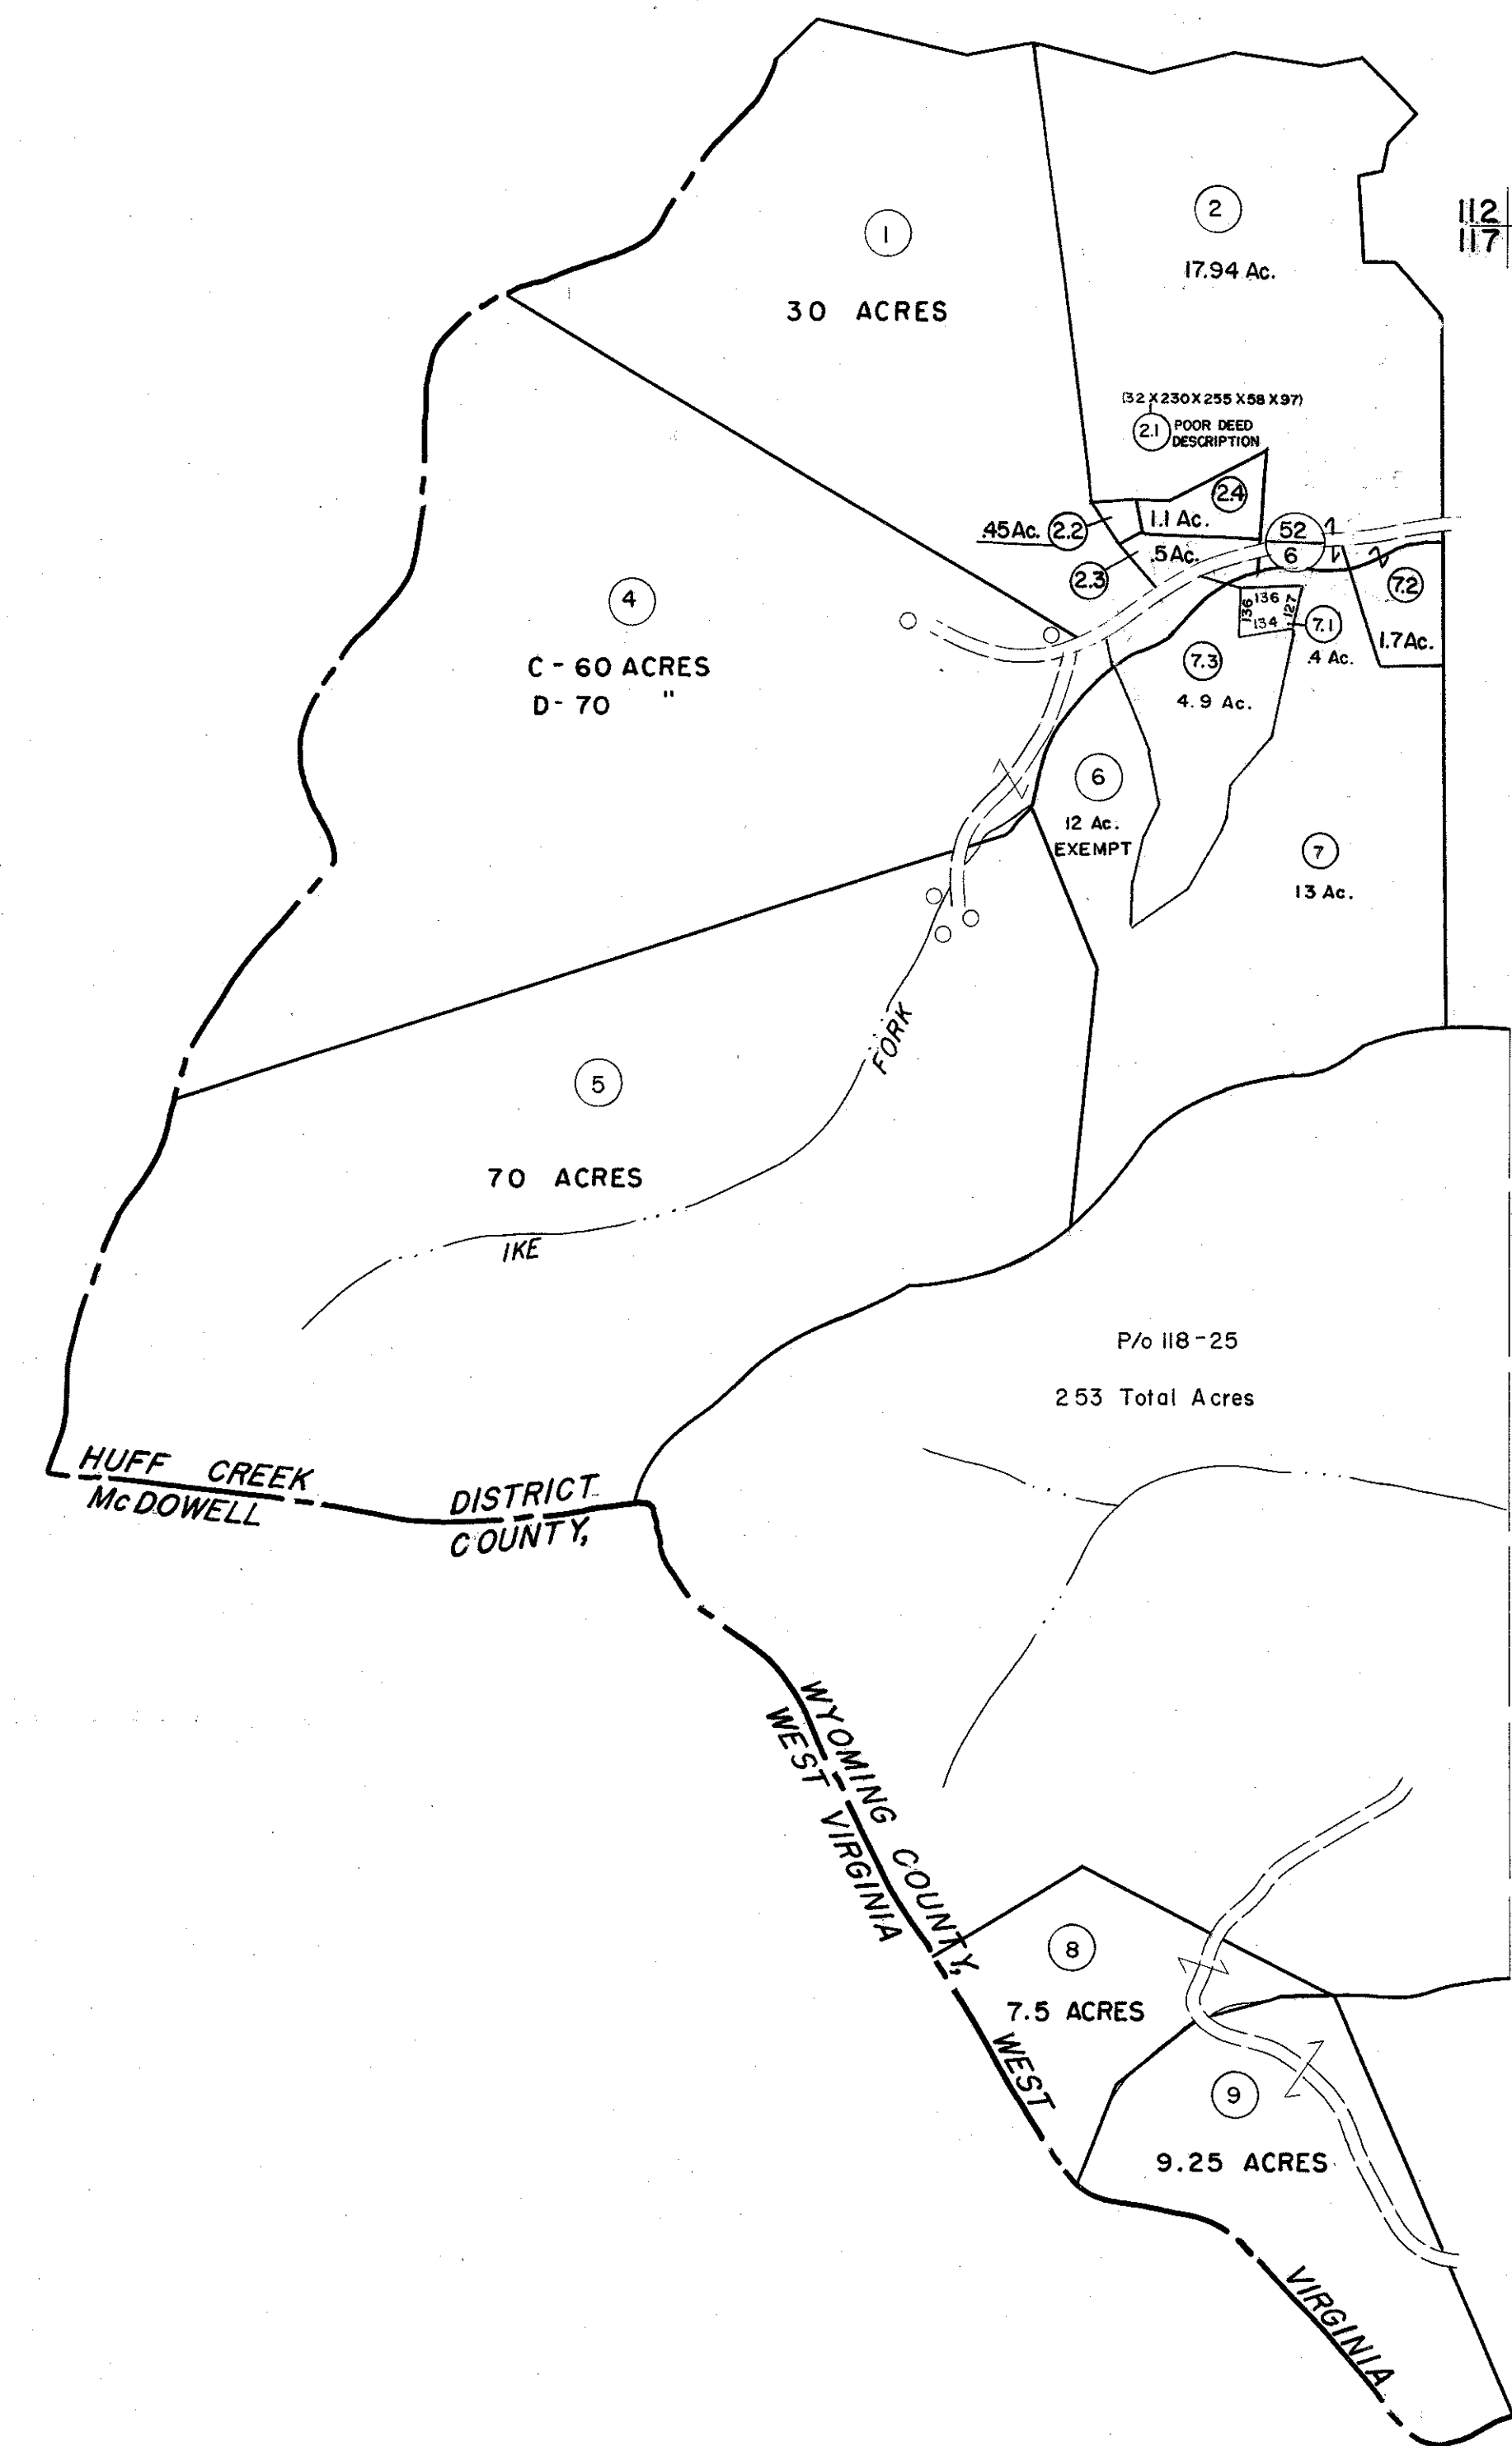 112
117
1
30 ACRES
2
17.94 Ac.
(32 X 230 X 255 X 58 X 97)
2.1 POOR DEED
DESCRIPTION
2.4
1.1 Ac.
.45 Ac. 2.2
.5 Ac.
2.3
52
6
7.2
1.7 Ac.
136
136
127
134
7.1
.4 Ac.
7.3
4.9 Ac.
4
C - 60 ACRES
D - 70 "
6
12 Ac.
EXEMPT
7
13 Ac.
FORK
5
70 ACRES
IKE
P/o 118-25
253 Total Acres
HUFF CREEK DISTRICT
McDOWELL COUNTY,
WYOMING COUNTY,
WEST VIRGINIA
8
7.5 ACRES
WEST
9
9.25 ACRES
VIRGINIA